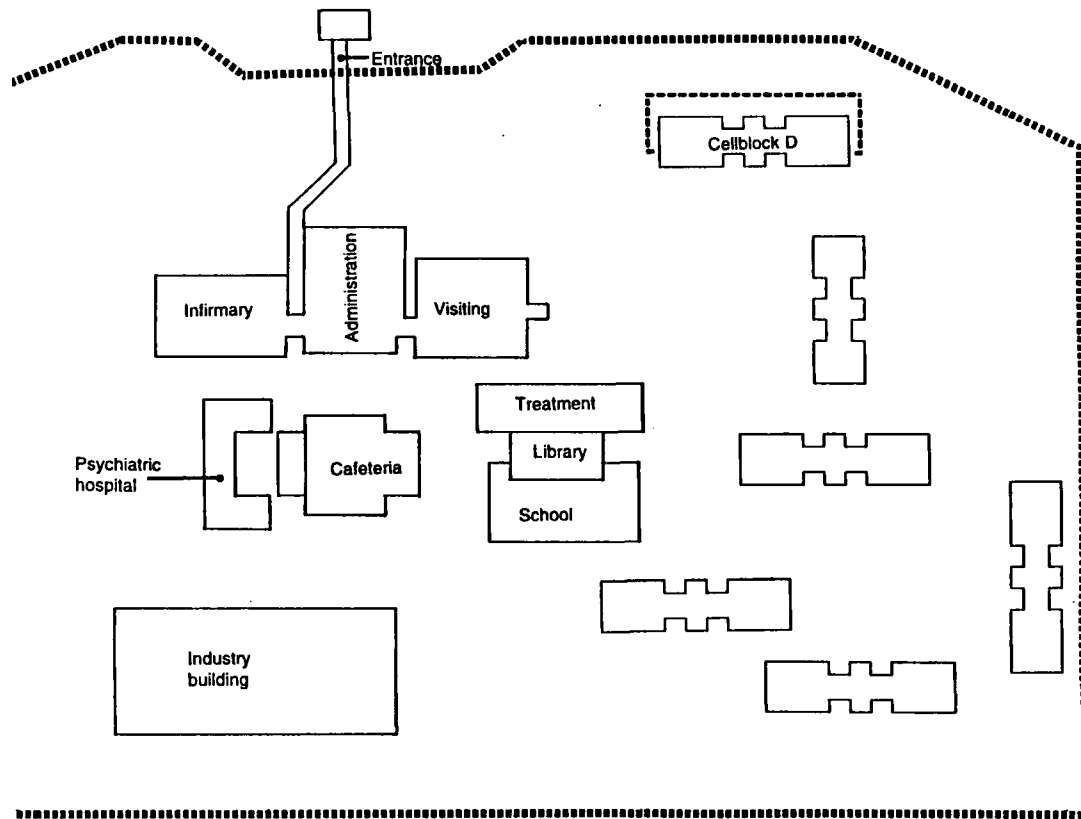 Entrance
Cellblock D
Infirmary
Administration
Visiting
Treatment
Library
School
Cafeteria
Psychiatric
hospital
Industry
building